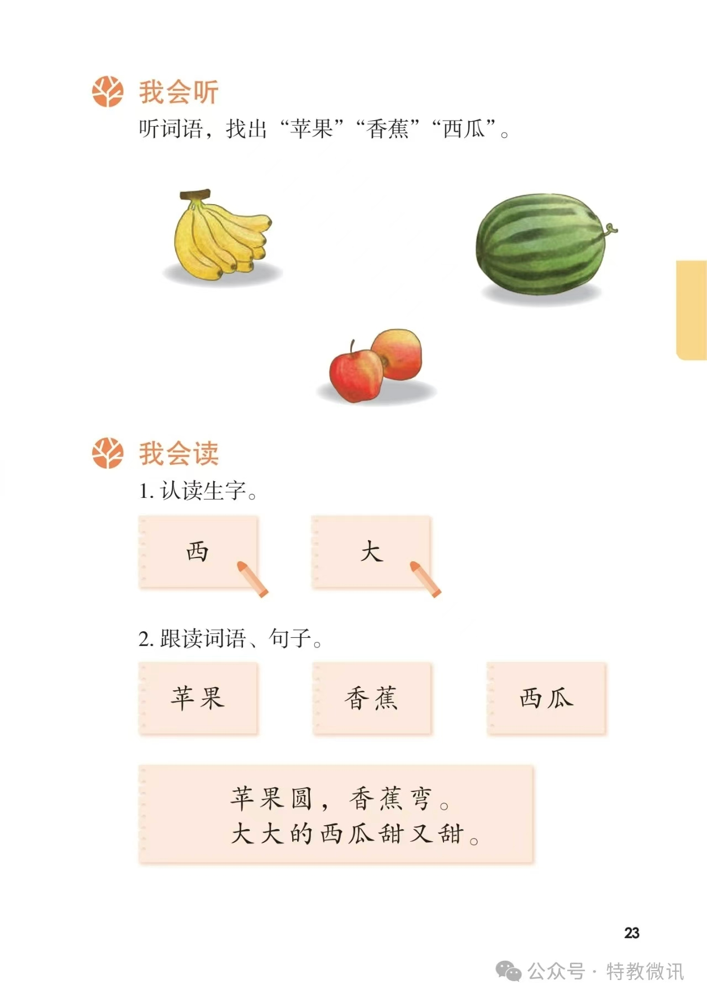 我会听
听词语，找出“苹果”“香蕉”“西瓜”。
我会读
1. 认读生字。
西 大
2. 跟读词语、句子。
苹果 香蕉 西瓜
苹果圆，香蕉弯。
大大的西瓜甜又甜。
23
公众号·特教微讯